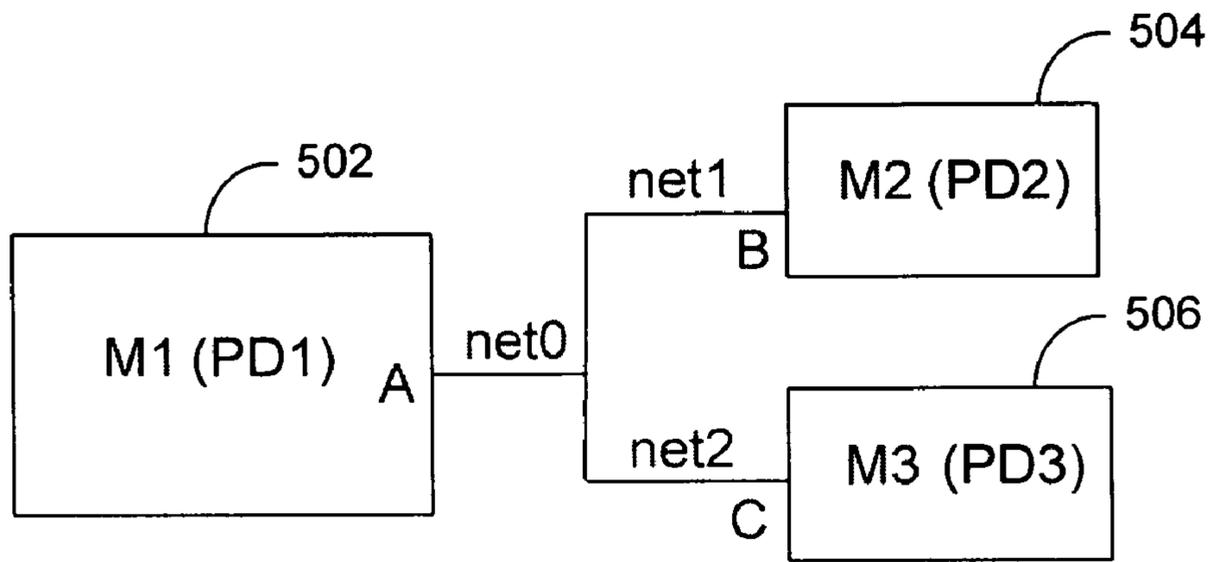 504
502
net1
M2 (PD2)
B
506
net0
M1 (PD1)
A
net2
M3 (PD3)
C